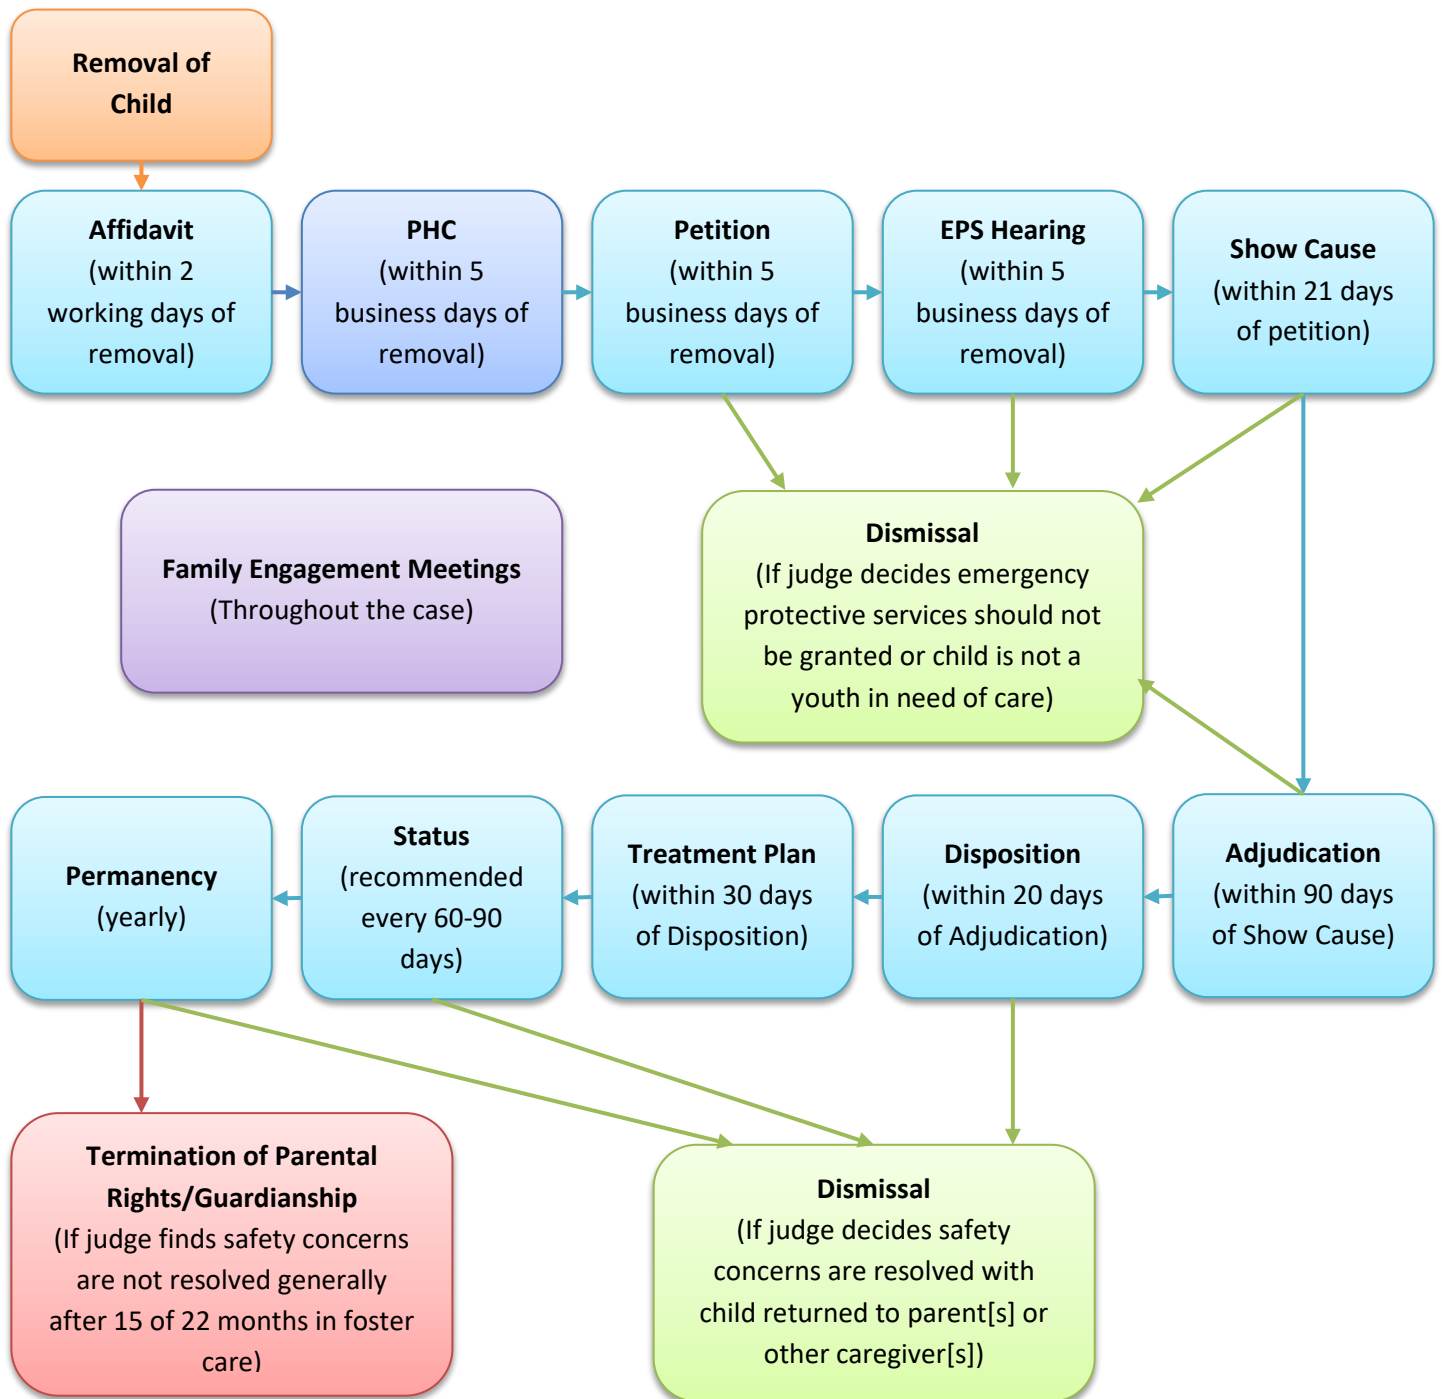 Removal of
Child
Affidavit
(within 2
working days of
removal)
PHC
(within 5
business days of
removal)
Petition
(within 5
business days of
removal)
EPS Hearing
(within 5
business days of
removal)
Show Cause
(within 21 days
of petition)
Family Engagement Meetings
(Throughout the case)
Dismissal
(If judge decides emergency
protective services should not
be granted or child is not a
youth in need of care)
Permanency
(yearly)
Status
(recommended
every 60-90
days)
Treatment Plan
(within 30 days
of Disposition)
Disposition
(within 20 days
of Adjudication)
Adjudication
(within 90 days
of Show Cause)
Termination of Parental
Rights/Guardianship
(If judge finds safety concerns
are not resolved generally
after 15 of 22 months in foster
care)
Dismissal
(If judge decides safety
concerns are resolved with
child returned to parent[s] or
other caregiver[s])